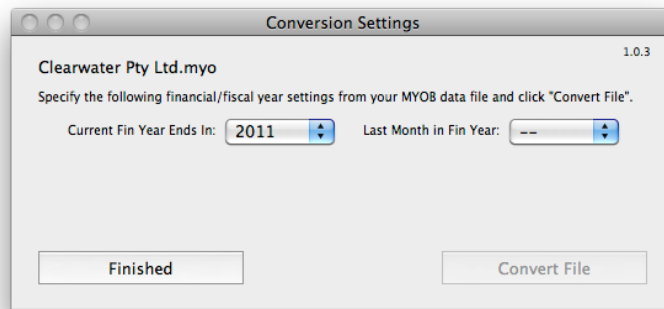 Conversion Settings
1.0.3
Clearwater Pty Ltd.myo
Specify the following financial/fiscal year settings from your MYOB data file and click "Convert File".
Current Fin Year Ends In: 2011 Last Month in Fin Year: --
Finished Convert File